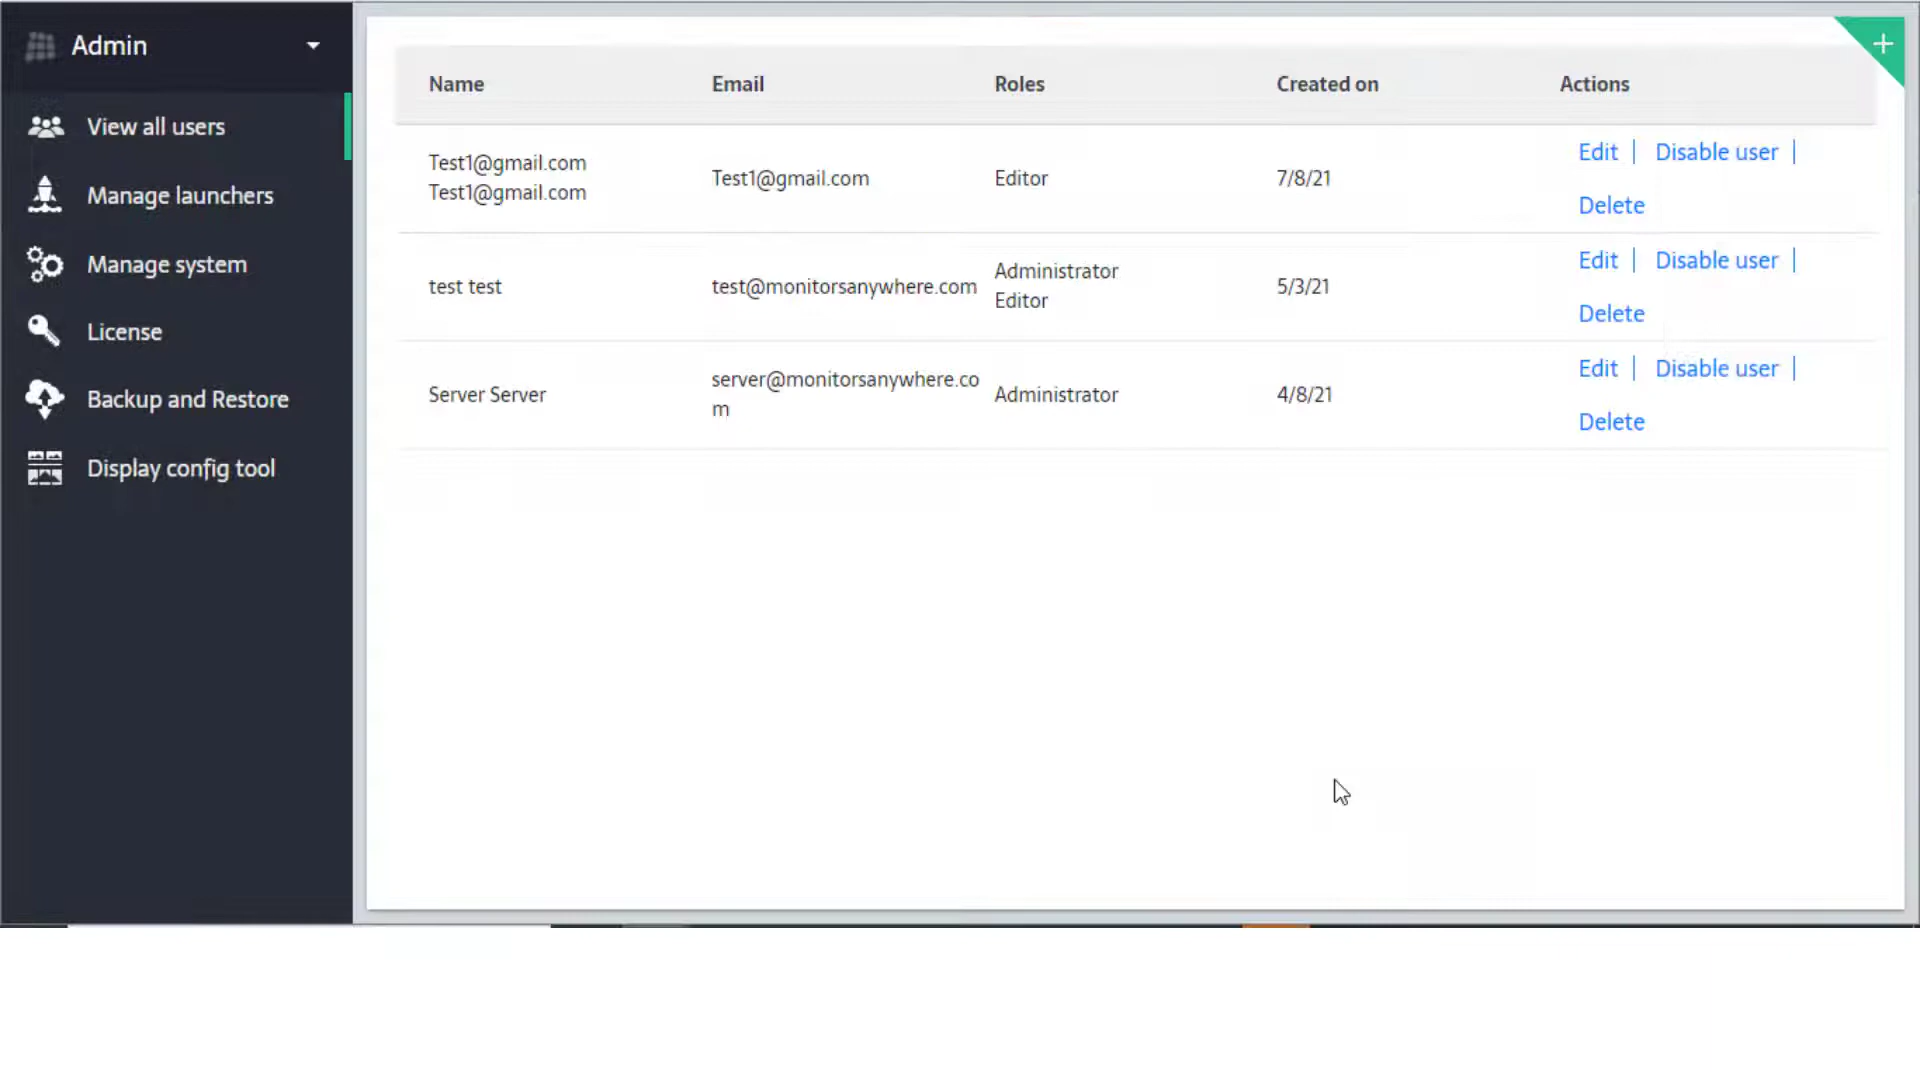 Admin
View all users
Manage launchers
Manage system
License
Backup and Restore
Display config tool
Name Email Roles Created on Actions
Test1@gmail.com
Test1@gmail.com
Test1@gmail.com
Editor
7/8/21
Edit | Disable user |
Delete
test test
test@monitorsanywhere.com
Administrator
Editor
5/3/21
Edit | Disable user |
Delete
Server Server
server@monitorsanywhere.co
m
Administrator
4/8/21
Edit | Disable user |
Delete